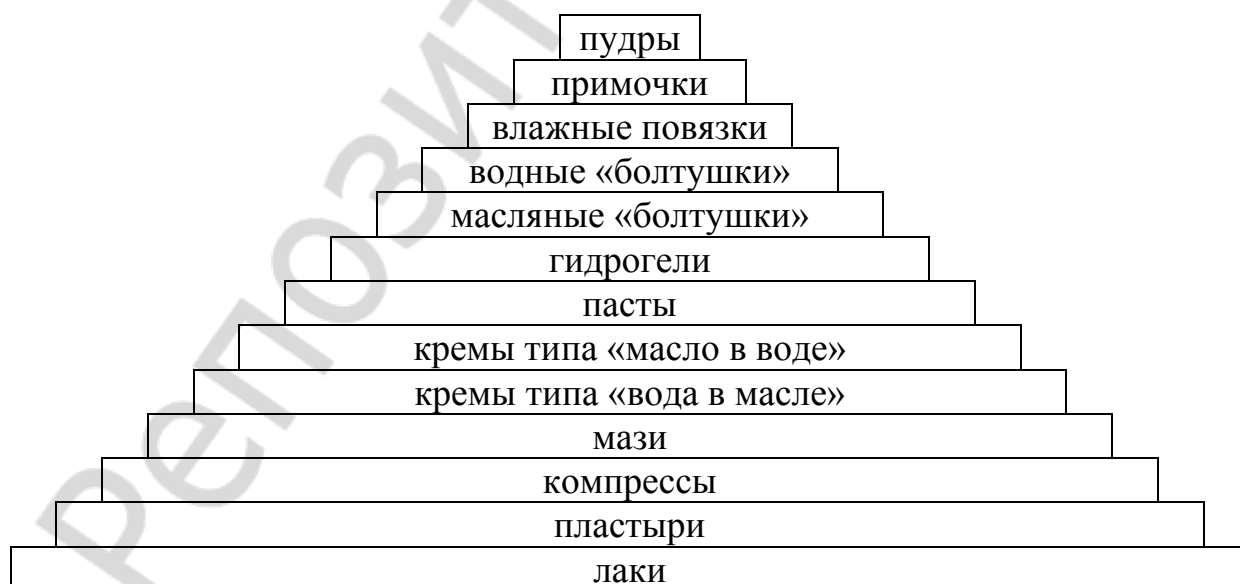 пудры
примочки
влажные повязки
водные «болтушки»
масляные «болтушки»
гидрогели
пасты
кремы типа «масло в воде»
кремы типа «вода в масле»
мази
компрессы
пластыри
лаки
Репозит